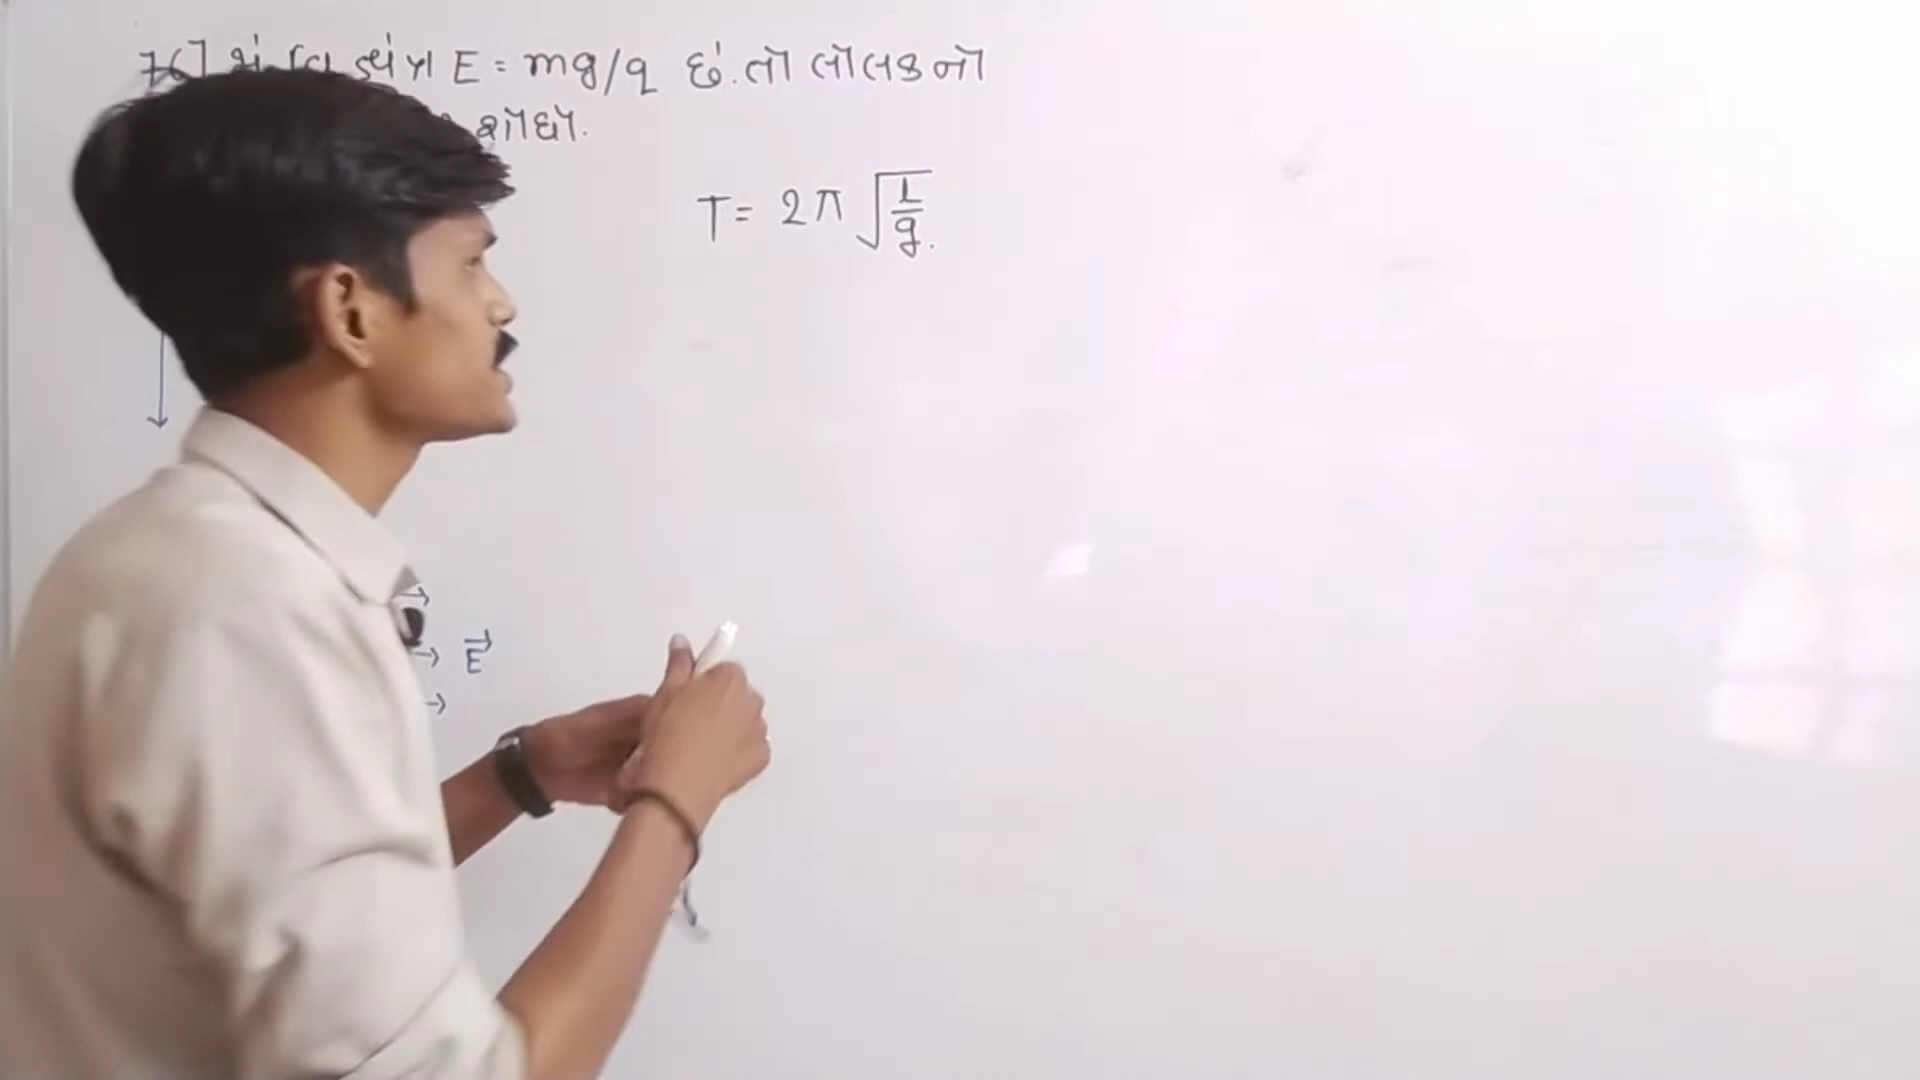 76] E = mg/q છે. તો લોલકનો
શોધો.
T = 2π √(l/g).
E⃗